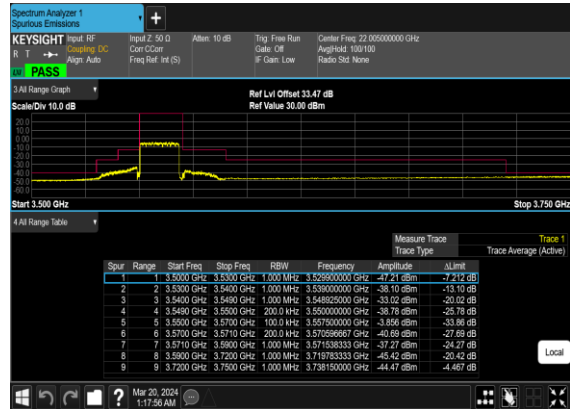 Spectrum Analyzer 1
Spurious Emissions
KEYSIGHT Input: RF Input Z: 50 Ω Atten: 10 dB Trig: Free Run Center Freq: 22.005000000 GHz
R T Coupling: DC Corr CCorr Gate: Off Avg|Hold: 100/100
Align: Auto Freq Ref: Int (S) IF Gain: Low Radio Std: None
PASS
3 All Range Graph
Ref Lvl Offset 33.47 dB
Scale/Div 10.0 dB Ref Value 30.00 dBm
20.0
10.0
0.00
-10.0
-20.0
-30.0
-40.0
-50.0
-60.0
Start 3.500 GHz Stop 3.750 GHz
4 All Range Table
Measure Trace Trace 1
Trace Type Trace Average (Active)
Spur Range Start Freq Stop Freq RBW Frequency Amplitude ΔLimit
1 1 3.5000 GHz 3.5300 GHz 1.000 MHz 3.529900000 GHz -47.21 dBm -7.212 dB
2 2 3.5300 GHz 3.5400 GHz 1.000 MHz 3.539000000 GHz -38.10 dBm -13.10 dB
3 3 3.5400 GHz 3.5490 GHz 1.000 MHz 3.548925000 GHz -33.02 dBm -20.02 dB
4 4 3.5490 GHz 3.5500 GHz 200.0 kHz 3.550000000 GHz -38.78 dBm -25.78 dB
5 5 3.5500 GHz 3.5700 GHz 100.0 kHz 3.557500000 GHz -3.856 dBm -33.86 dB
6 6 3.5700 GHz 3.5710 GHz 200.0 kHz 3.570596667 GHz -40.69 dBm -27.69 dB
7 7 3.5710 GHz 3.5900 GHz 1.000 MHz 3.571538333 GHz -37.27 dBm -24.27 dB
8 8 3.5900 GHz 3.7200 GHz 1.000 MHz 3.719783333 GHz -45.42 dBm -20.42 dB
9 9 3.7200 GHz 3.7500 GHz 1.000 MHz 3.738150000 GHz -44.47 dBm -4.467 dB
Local
Mar 20, 2024
1:17:56 AM